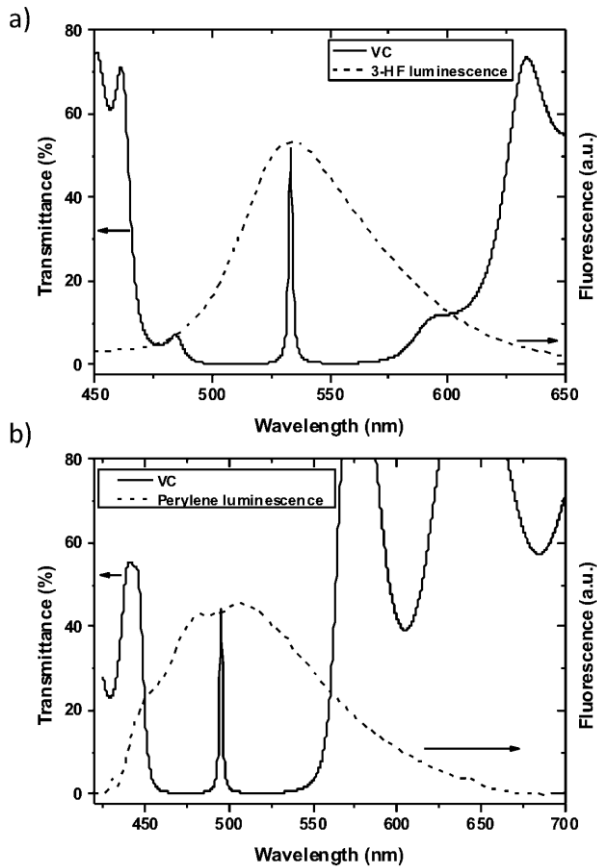 a)
VC
3-HF luminescence
80
60
40
20
0
Transmittance (%)
Fluorescence (a.u.)
450 500 550 600 650
Wavelength (nm)
b)
VC
Perylene luminescence
80
60
40
20
0
Transmittance (%)
Fluorescence (a.u.)
450 500 550 600 650 700
Wavelength (nm)